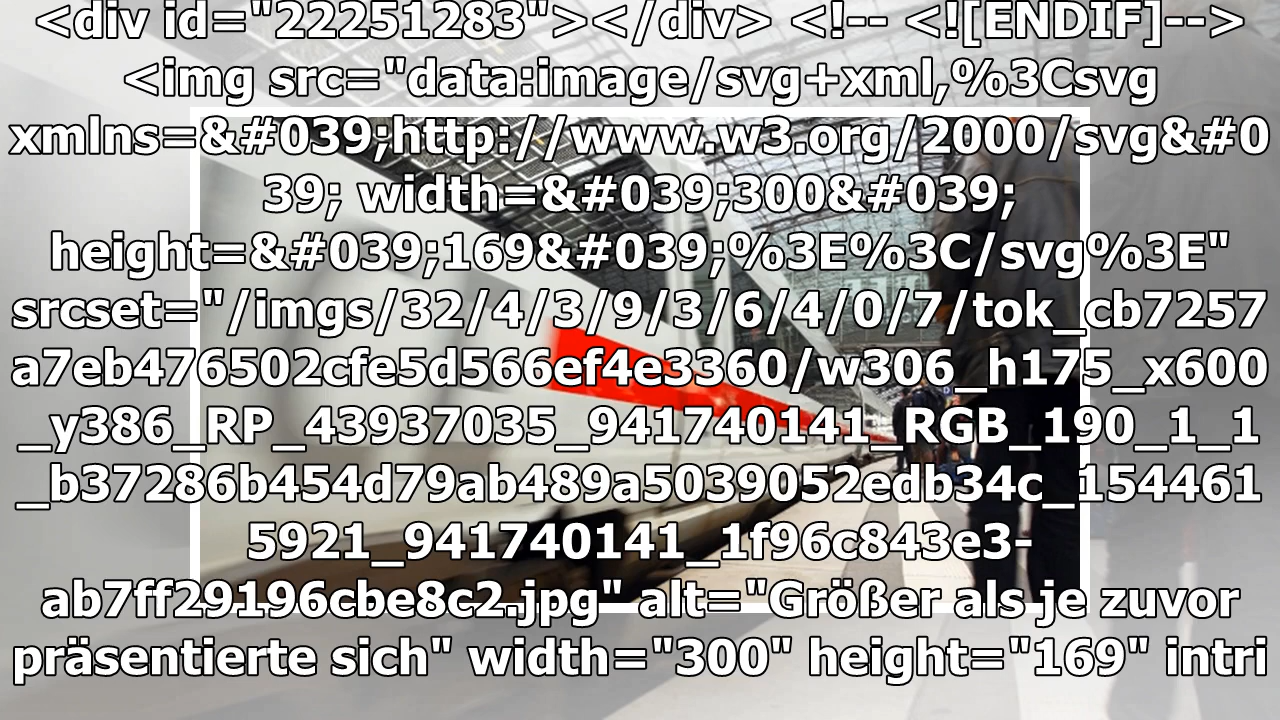 <div id="22251283"></div> <!-- <![ENDIF]-->
<img src="data:image/svg+xml,%3Csvg
xmlns=&#039;http://www.w3.org/2000/svg&#0
39; width=&#039;300&#039;
height=&#039;169&#039;%3E%3C/svg%3E"
srcset="/imgs/32/4/3/9/3/6/4/0/7/tok_cb7257
a7eb476502cfe5d566ef4e3360/w306_h175_x600
_y386_RP_43937035_941740141_RGB_190_1_1
_b37286b454d79ab489a5039052edb34c_154461
5921_941740141_1f96c843e3-
ab7ff29196cbe8c2.jpg" alt="Größer als je zuvor
präsentierte sich" width="300" height="169" intri